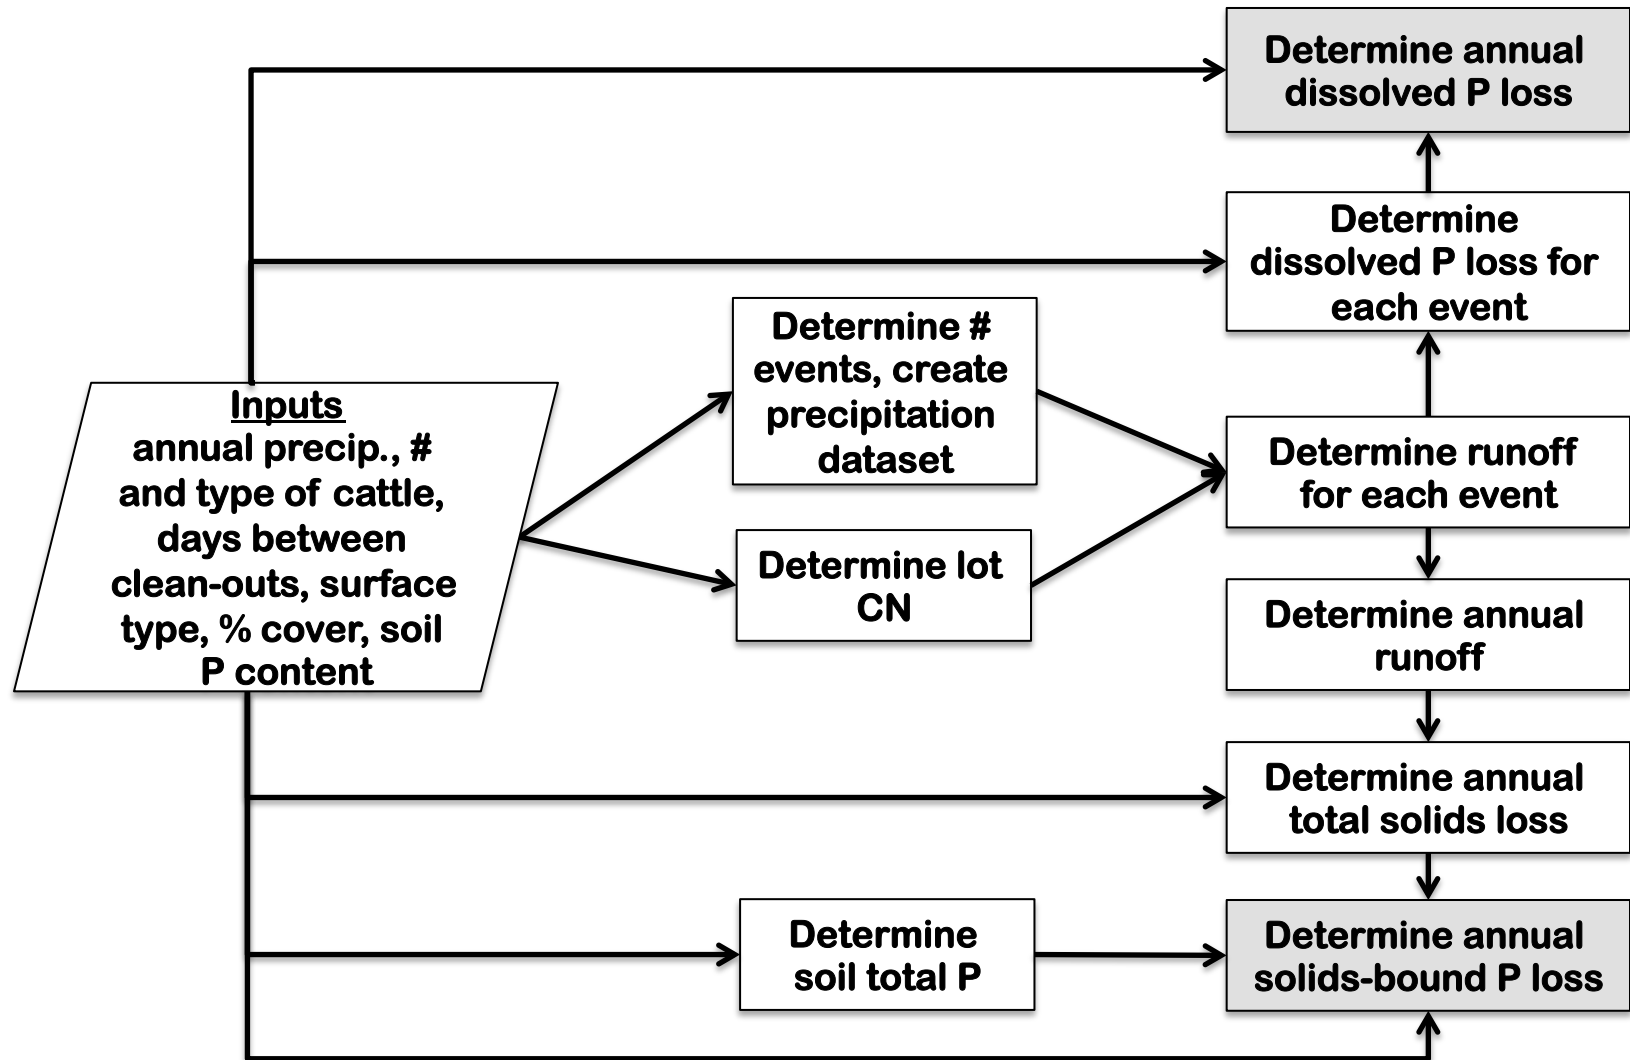 Determine annual
dissolved P loss
Determine
dissolved P loss for
each event
Determine #
events, create
precipitation
dataset
Inputs
annual precip., #
and type of cattle,
days between
clean-outs, surface
type, % cover, soil
P content
Determine runoff
for each event
Determine lot
CN
Determine annual
runoff
Determine annual
total solids loss
Determine
soil total P
Determine annual
solids-bound P loss